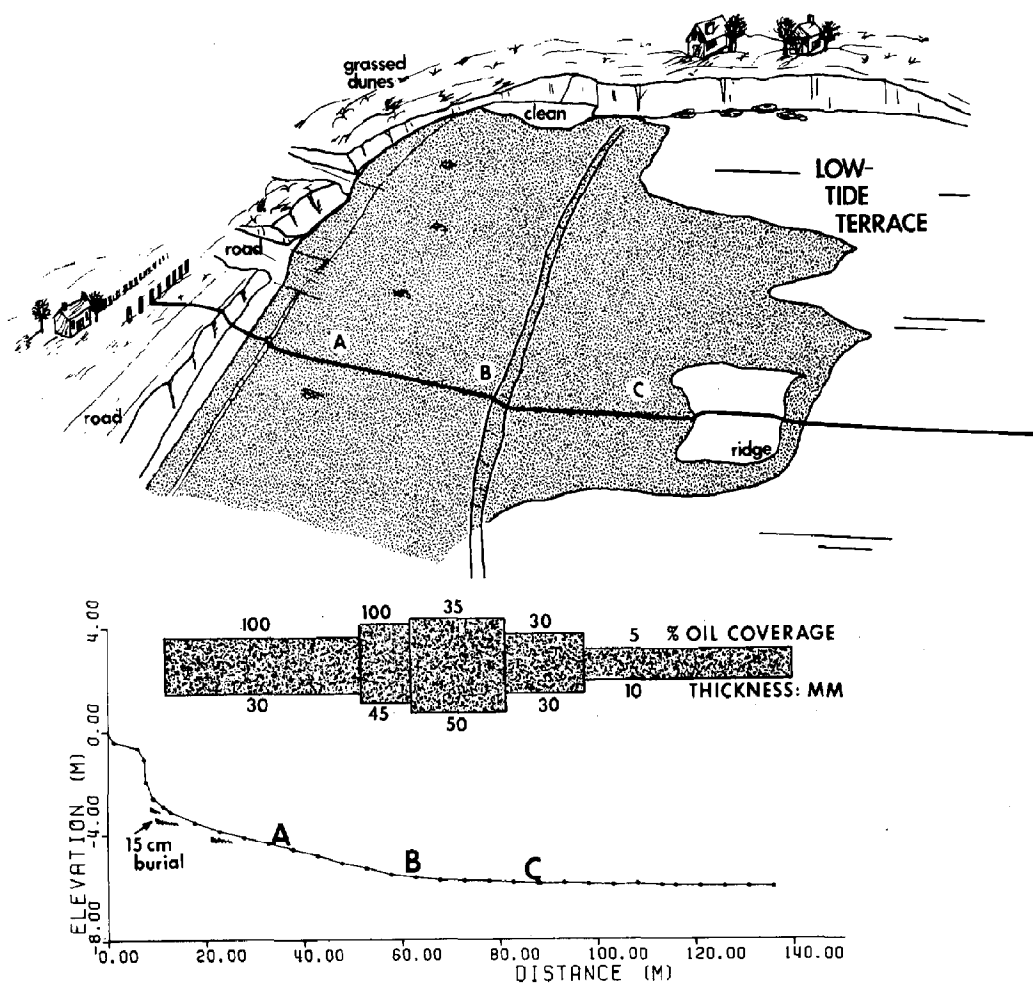 grassed
dunes
clean
LOW-
TIDE
TERRACE
road
A
B
C
road
ridge
100 100 35 30 5 % OIL COVERAGE
30 45 50 30 10 THICKNESS: MM
ELEVATION (M)
4.00
0.00
-4.00
-8.00
15 cm
burial
A
B
C
0.00 20.00 40.00 60.00 80.00 100.00 120.00 140.00
DISTANCE (M)